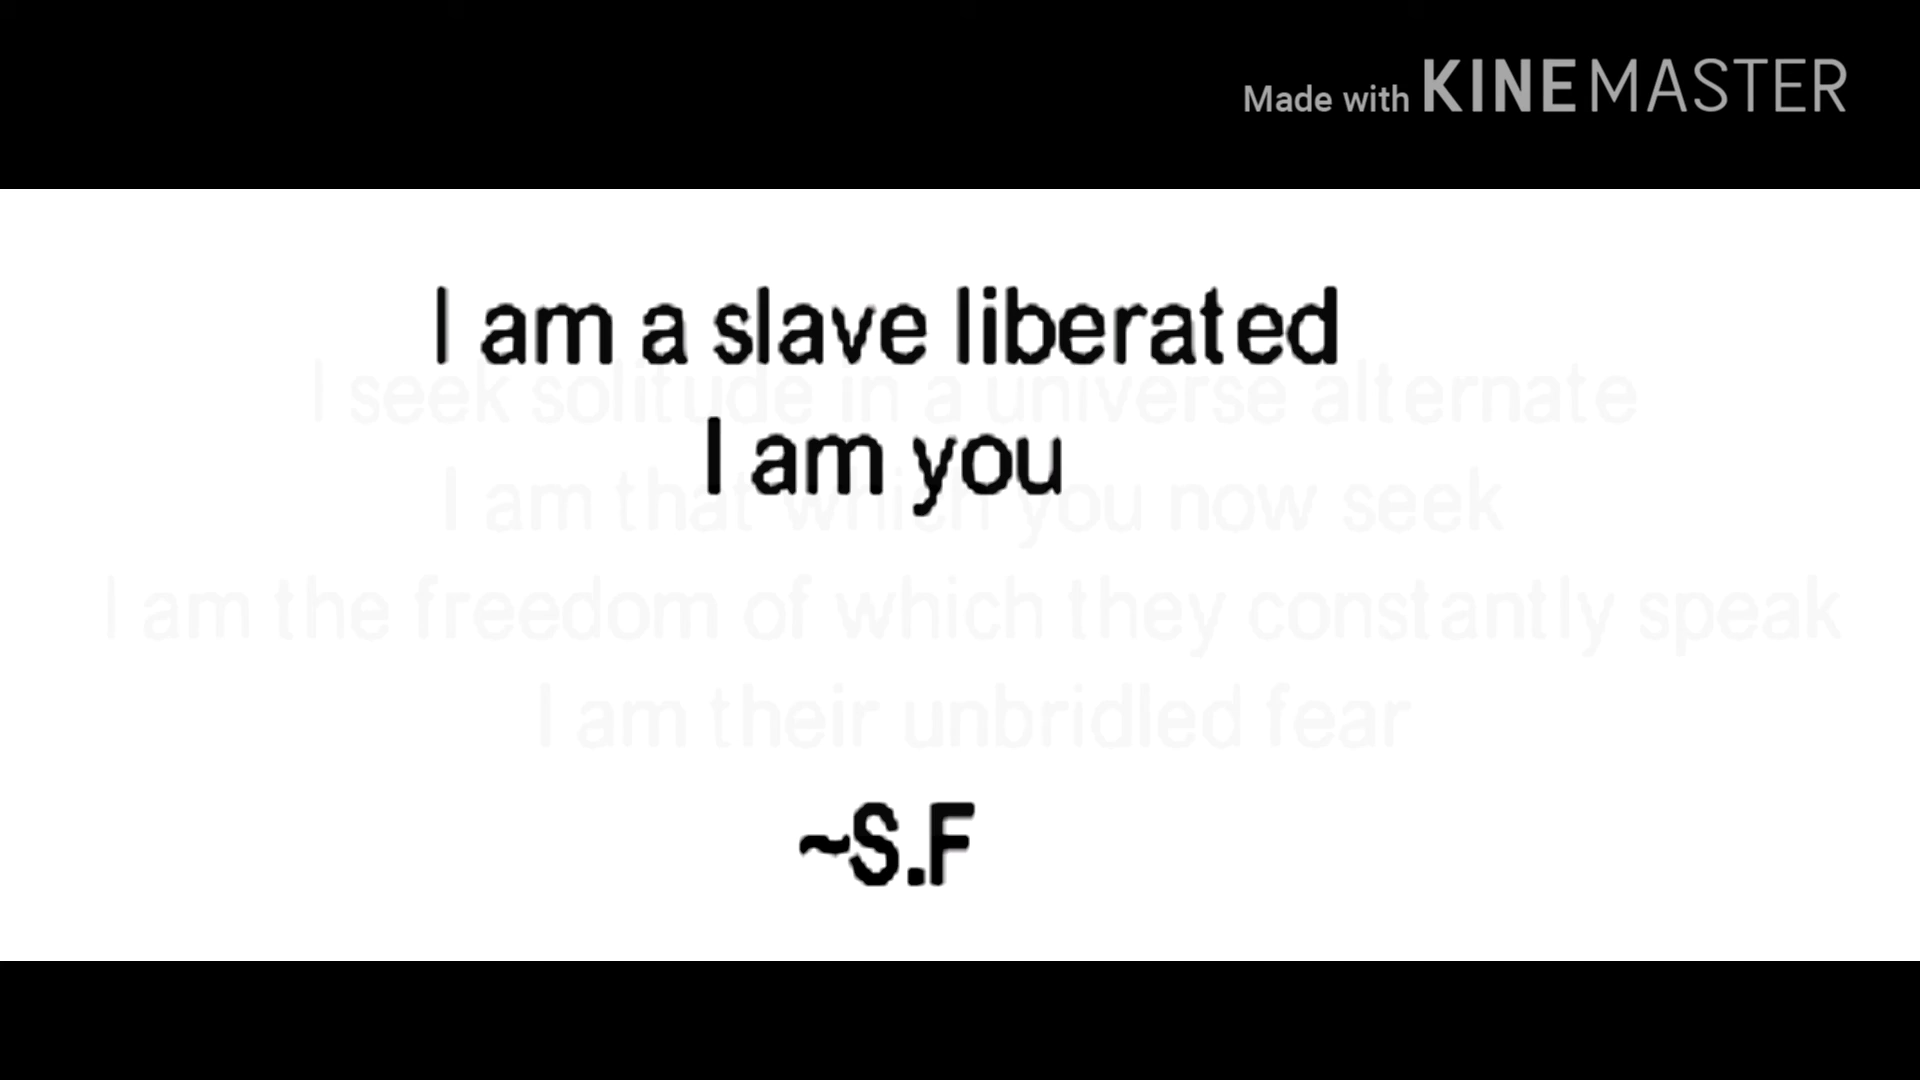 Made with KINEMASTER
I am a slave liberated
I seek solitude in a universe alternate
I am you
I am that which you now seek
I am the freedom of which they constantly speak
I am their unbridled fear
~S.F